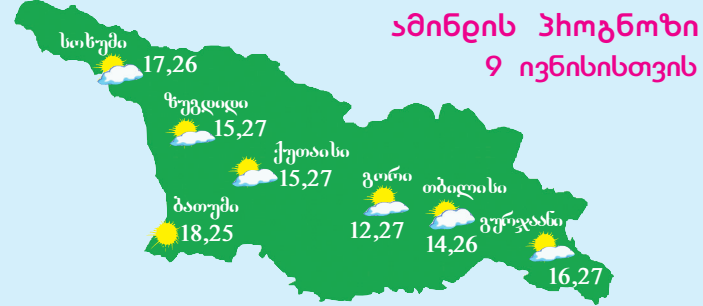 ამინდის პროგნოზი
9 ივნისისთვის
სოხუმი
17,26
ზუგდიდი
15,27
ქუთაისი
15,27
გორი
12,27
თბილისი
14,26
ბათუმი
18,25
გურჯაანი
16,27